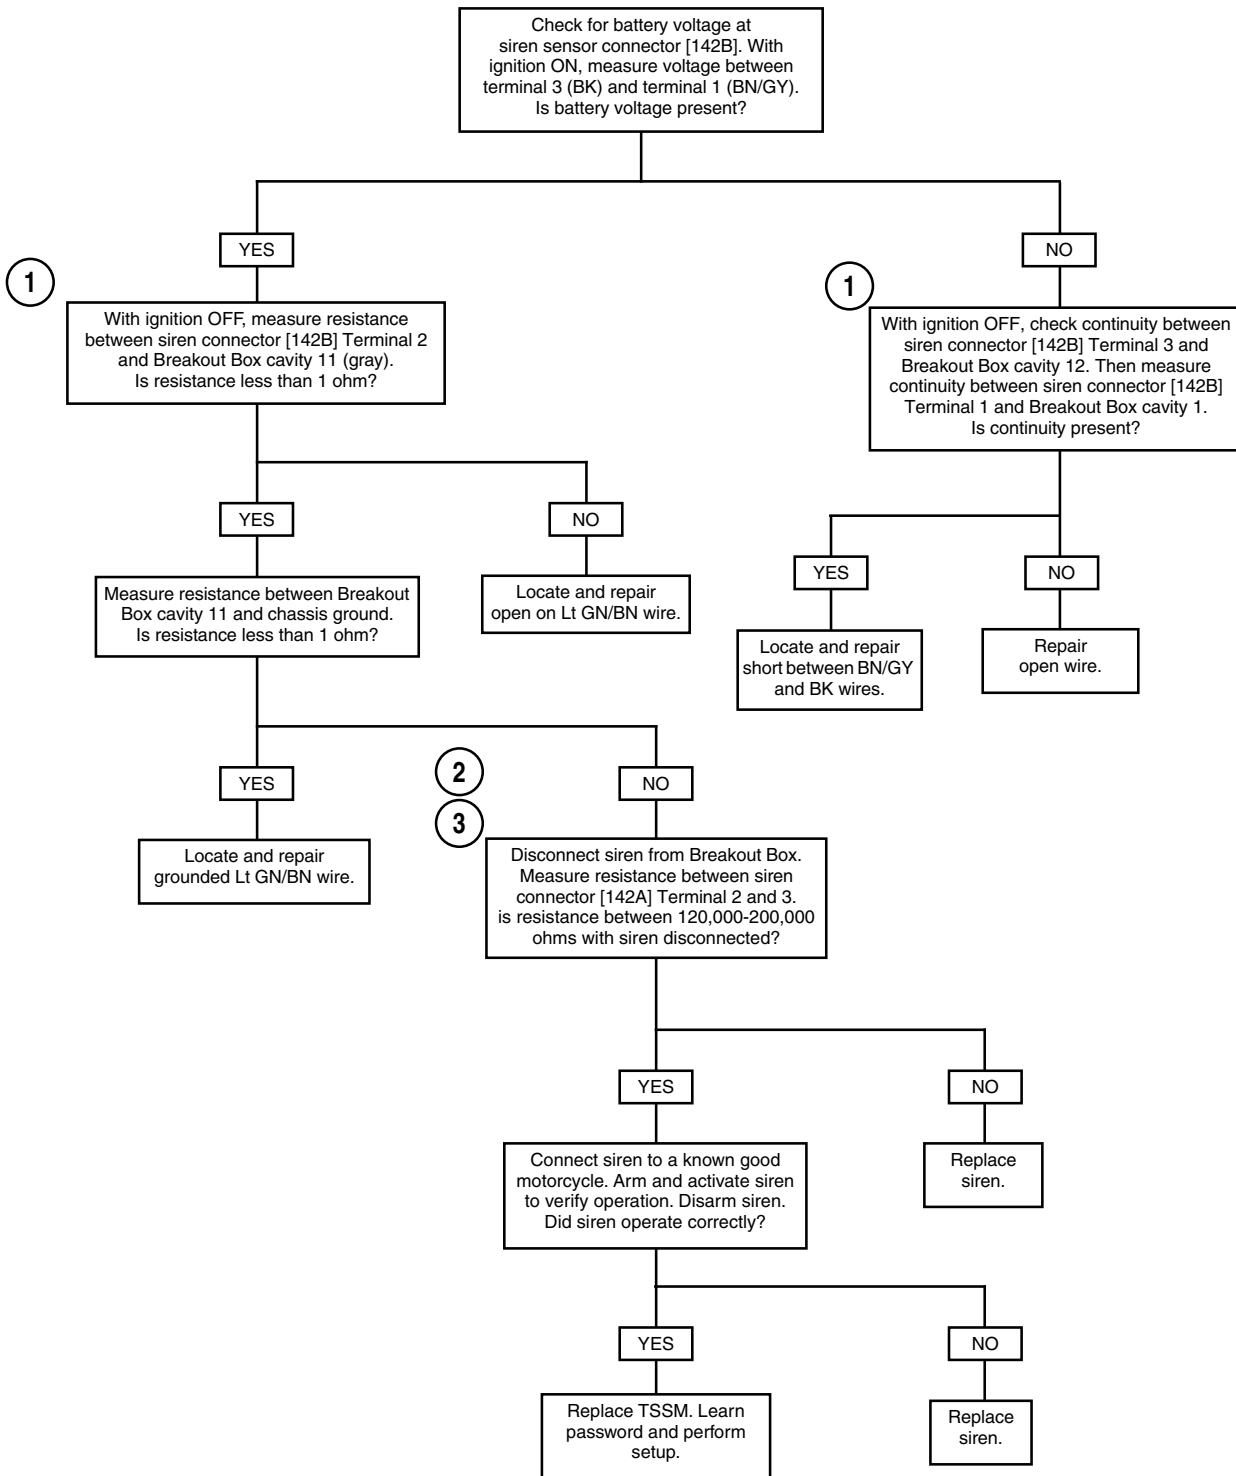 Check for battery voltage at
siren sensor connector [142B]. With
ignition ON, measure voltage between
terminal 3 (BK) and terminal 1 (BN/GY).
Is battery voltage present?
YES
NO
1
With ignition OFF, measure resistance
between siren connector [142B] Terminal 2
and Breakout Box cavity 11 (gray).
Is resistance less than 1 ohm?
1
With ignition OFF, check continuity between
siren connector [142B] Terminal 3 and
Breakout Box cavity 12. Then measure
continuity between siren connector [142B]
Terminal 1 and Breakout Box cavity 1.
Is continuity present?
YES
NO
YES
NO
Measure resistance between Breakout
Box cavity 11 and chassis ground.
Is resistance less than 1 ohm?
Locate and repair
open on Lt GN/BN wire.
Locate and repair
short between BN/GY
and BK wires.
Repair
open wire.
YES
2
NO
3
Locate and repair
grounded Lt GN/BN wire.
Disconnect siren from Breakout Box.
Measure resistance between siren
connector [142A] Terminal 2 and 3.
is resistance between 120,000-200,000
ohms with siren disconnected?
YES
NO
Connect siren to a known good
motorcycle. Arm and activate siren
to verify operation. Disarm siren.
Did siren operate correctly?
Replace
siren.
YES
NO
Replace TSSM. Learn
password and perform
setup.
Replace
siren.